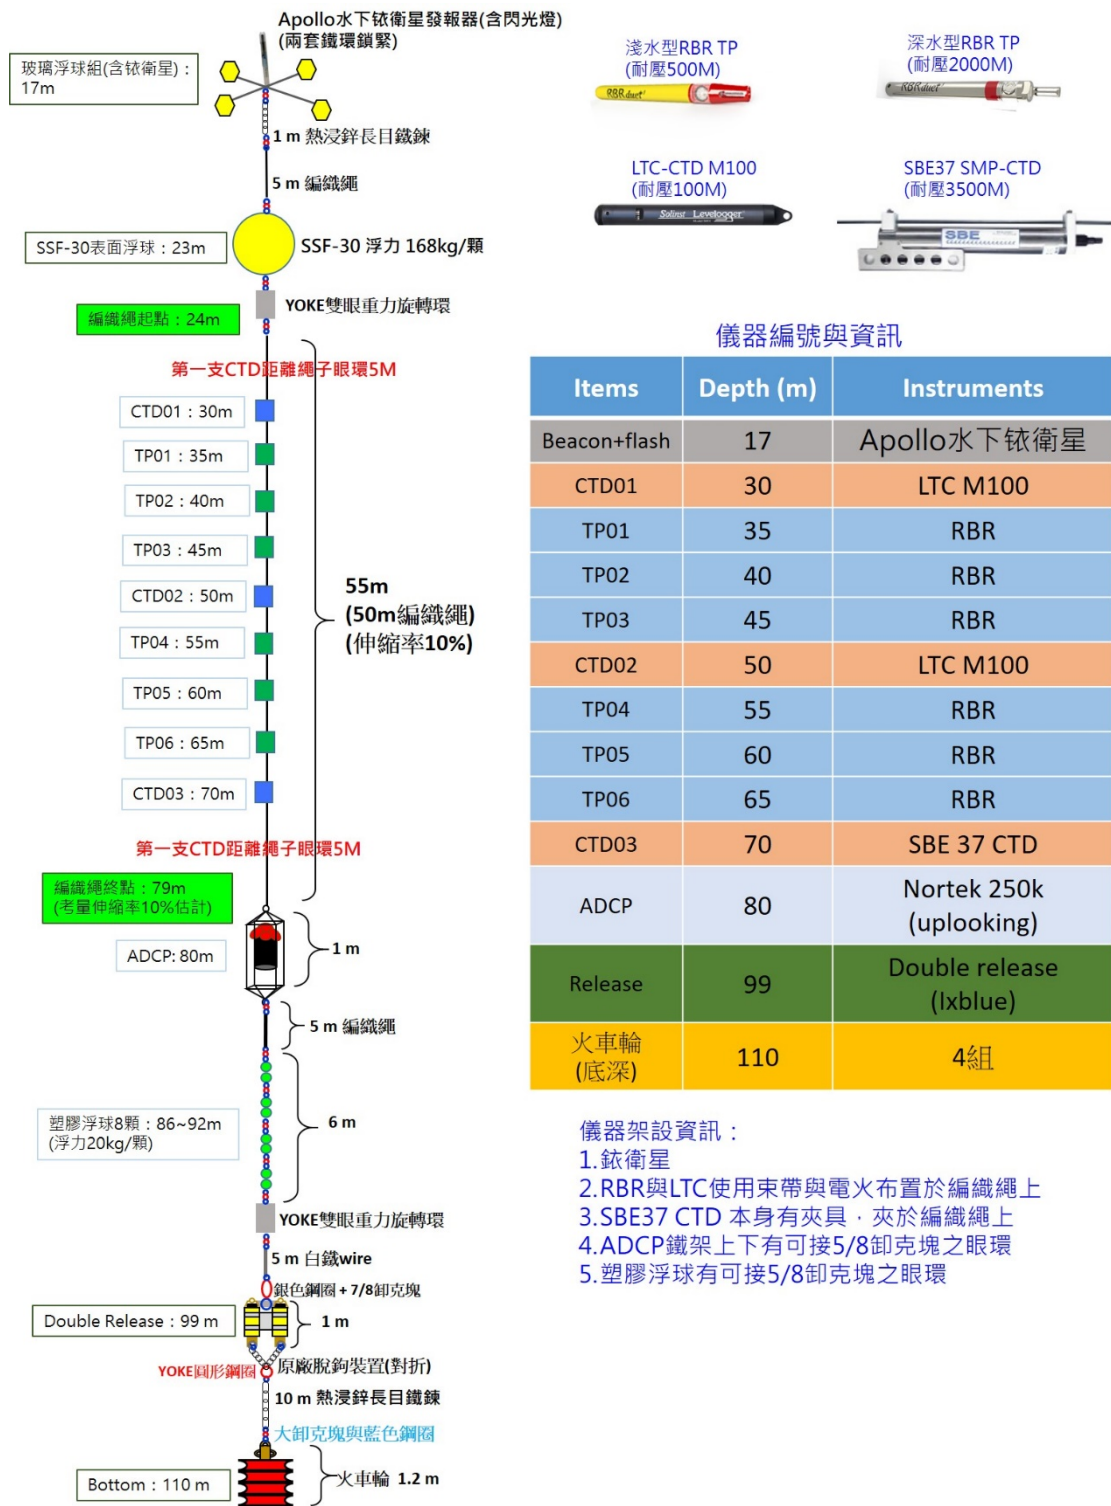 Apollo水下銥衛星發報器(含閃光燈)
(兩套鐵環鎖緊)
玻璃浮球組(含銥衛星)：
17m
1 m 熱浸鋅長目鐵鍊
5 m 編織繩
SSF-30表面浮球：23m
SSF-30 浮力 168kg/顆
YOKE雙眼重力旋轉環
編織繩起點：24m
第一支CTD距離繩子眼環5M
CTD01：30m
TP01：35m
TP02：40m
TP03：45m
CTD02：50m
TP04：55m
TP05：60m
TP06：65m
CTD03：70m
55m
(50m編織繩)
(伸縮率10%)
第一支CTD距離繩子眼環5M
編織繩終點：79m
(考量伸縮率10%估計)
ADCP: 80m
1 m
5 m 編織繩
塑膠浮球8顆：86~92m
(浮力20kg/顆)
6 m
YOKE雙眼重力旋轉環
5 m 白鐵wire
銀色鋼圈 + 7/8卸克塊
Double Release：99 m
1 m
YOKE圓形鋼圈
原廠脫鉤裝置(對折)
10 m 熱浸鋅長目鐵鍊
大卸克塊與藍色鋼圈
Bottom：110 m
火車輪 1.2 m
淺水型RBR TP
(耐壓500M)
RBRduet³
深水型RBR TP
(耐壓2000M)
RBRduet³
LTC-CTD M100
(耐壓100M)
Solinst Levelogger
SBE37 SMP-CTD
(耐壓3500M)
SBE
儀器編號與資訊
Items Depth (m) Instruments
Beacon+flash 17 Apollo水下銥衛星
CTD01 30 LTC M100
TP01 35 RBR
TP02 40 RBR
TP03 45 RBR
CTD02 50 LTC M100
TP04 55 RBR
TP05 60 RBR
TP06 65 RBR
CTD03 70 SBE 37 CTD
ADCP 80 Nortek 250k
(uplooking)
Release 99 Double release
(Ixblue)
火車輪
(底深) 110 4組
儀器架設資訊：
1.銥衛星
2.RBR與LTC使用束帶與電火布置於編織繩上
3.SBE37 CTD 本身有夾具，夾於編織繩上
4.ADCP鐵架上下有可接5/8卸克塊之眼環
5.塑膠浮球有可接5/8卸克塊之眼環